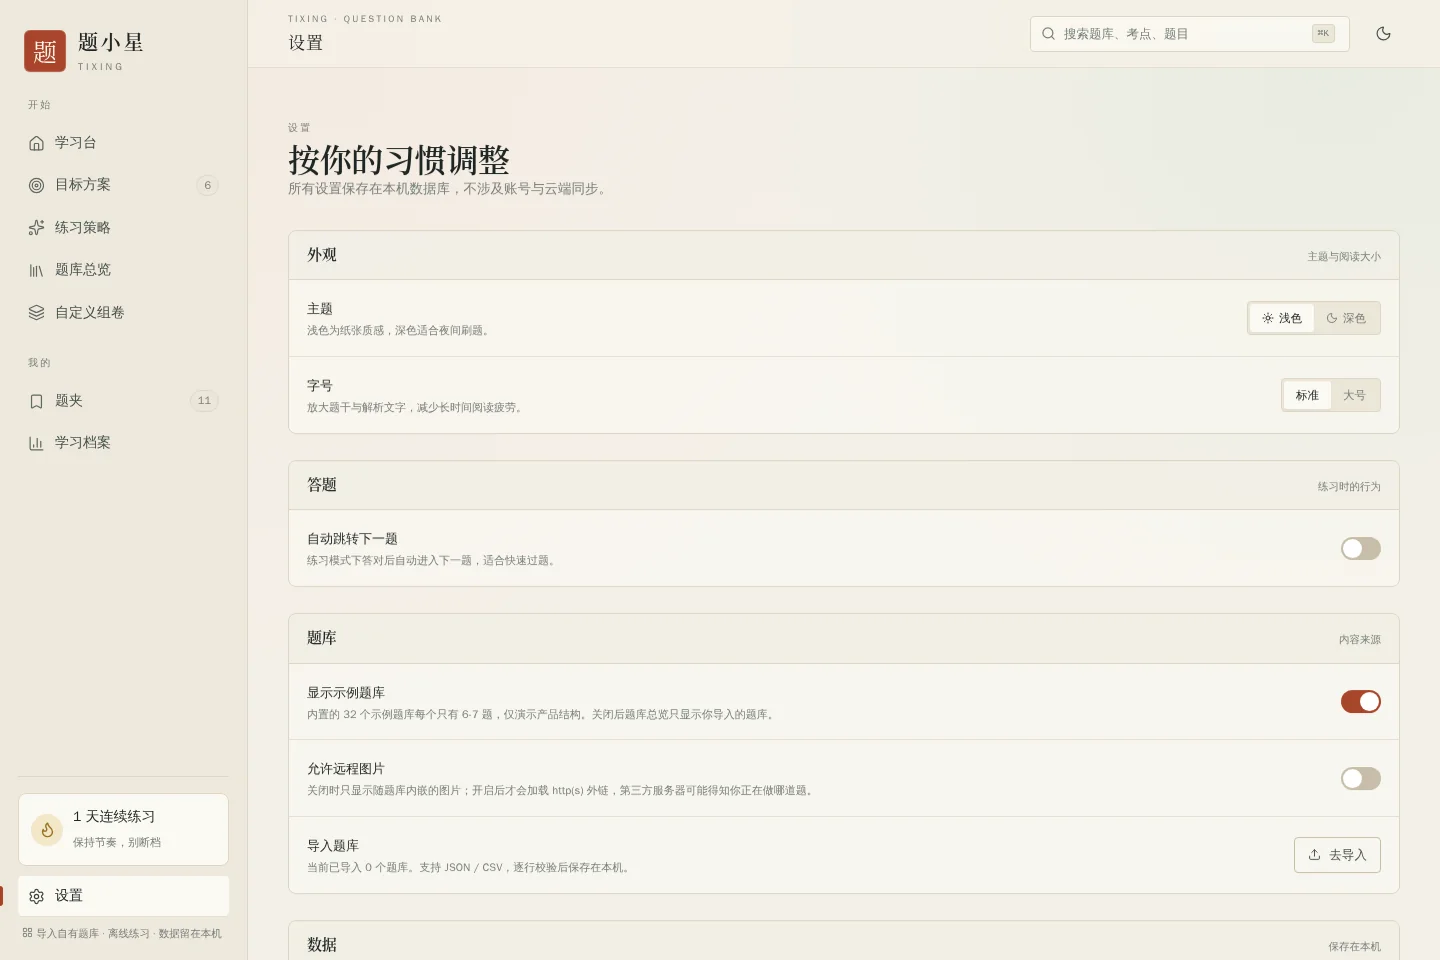 题
题小星
TIXING
开始
学习台
目标方案
6
练习策略
题库总览
自定义组卷
我的
题夹
11
学习档案
1 天连续练习
保持节奏，别断档
设置
导入自有题库 · 离线练习 · 数据留在本机
TIXING · QUESTION BANK
设置
搜索题库、考点、题目
⌘K
设置
按你的习惯调整
所有设置保存在本机数据库，不涉及账号与云端同步。
外观
主题与阅读大小
主题
浅色为纸张质感，深色适合夜间刷题。
浅色
深色
字号
放大题干与解析文字，减少长时间阅读疲劳。
标准
大号
答题
练习时的行为
自动跳转下一题
练习模式下答对后自动进入下一题，适合快速过题。
题库
内容来源
显示示例题库
内置的 32 个示例题库每个只有 6-7 题，仅演示产品结构。关闭后题库总览只显示你导入的题库。
允许远程图片
关闭时只显示随题库内嵌的图片；开启后才会加载 http(s) 外链，第三方服务器可能得知你正在做哪道题。
导入题库
当前已导入 0 个题库。支持 JSON / CSV，逐行校验后保存在本机。
去导入
数据
保存在本机